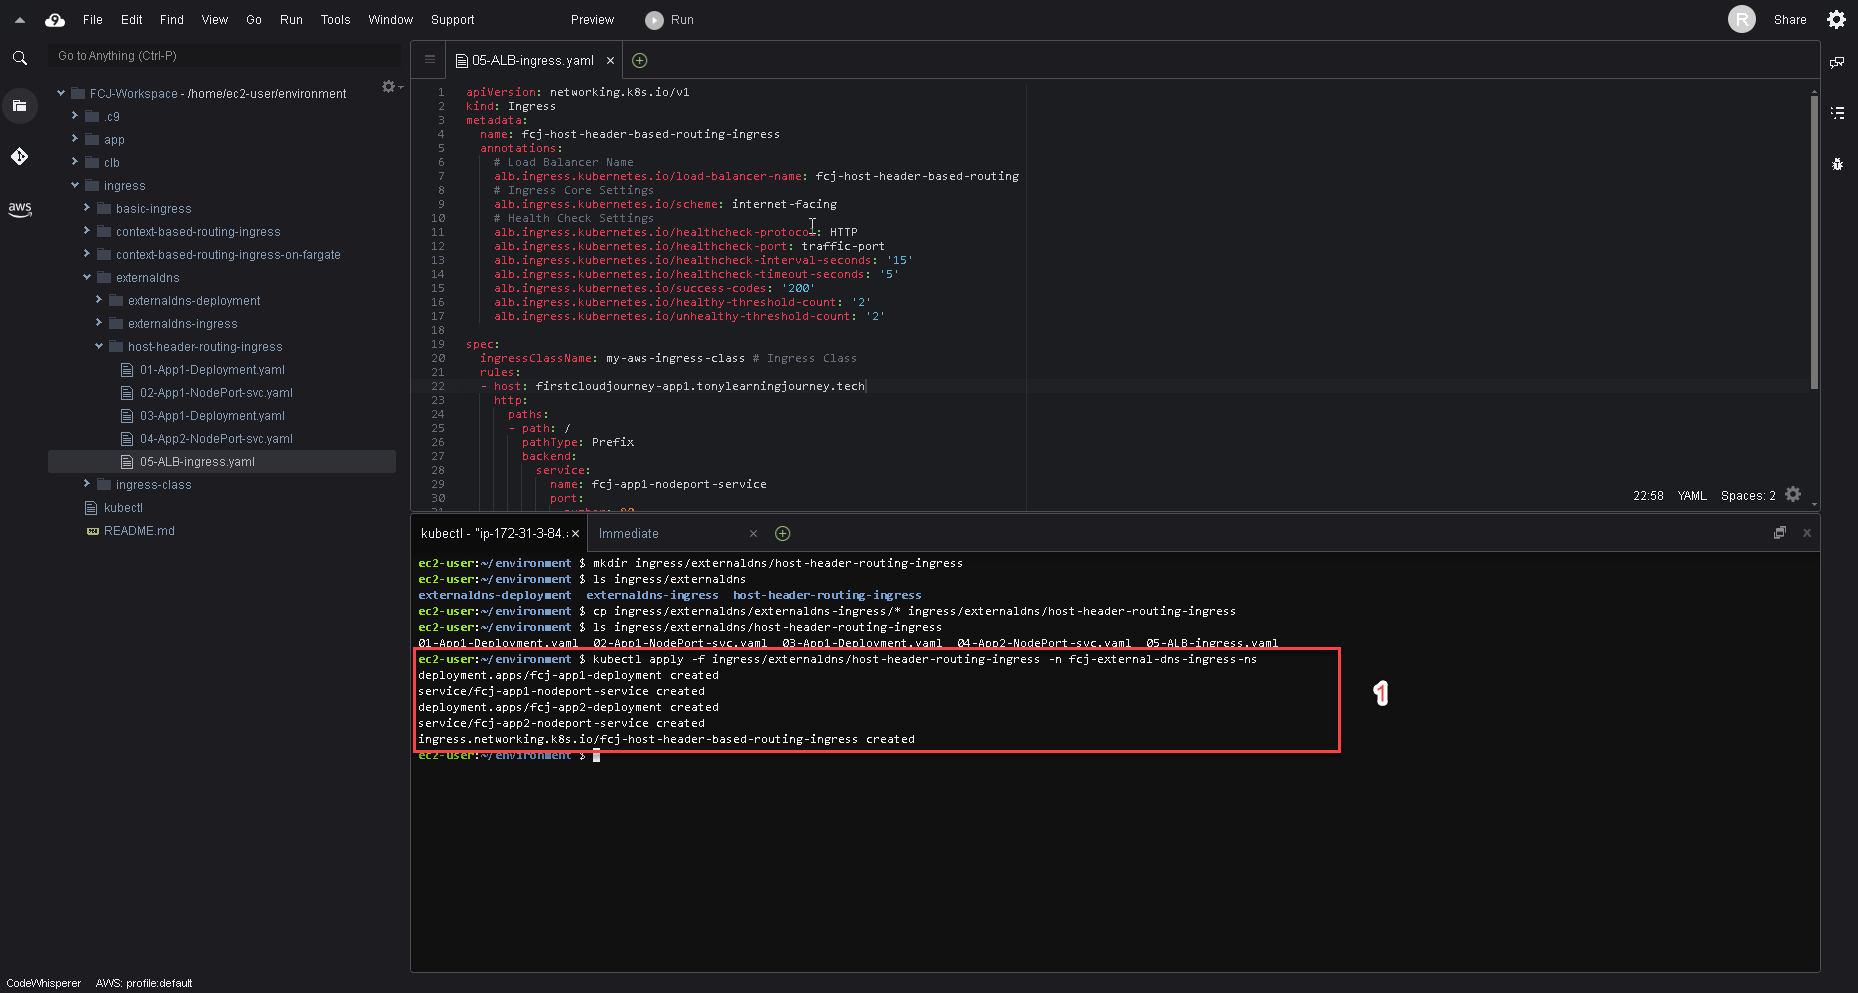 File Edit Find View Go Run Tools Window Support Preview Run R Share
Go to Anything (Ctrl-P)
aws
FCJ-Workspace - /home/ec2-user/environment
.c9
app
clb
ingress
basic-ingress
context-based-routing-ingress
context-based-routing-ingress-on-fargate
externaldns
externaldns-deployment
externaldns-ingress
host-header-routing-ingress
01-App1-Deployment.yaml
02-App1-NodePort-svc.yaml
03-App1-Deployment.yaml
04-App2-NodePort-svc.yaml
05-ALB-ingress.yaml
ingress-class
kubectl
README.md
05-ALB-ingress.yaml
1 apiVersion: networking.k8s.io/v1
2 kind: Ingress
3 metadata:
4 name: fcj-host-header-based-routing-ingress
5 annotations:
6 # Load Balancer Name
7 alb.ingress.kubernetes.io/load-balancer-name: fcj-host-header-based-routing
8 # Ingress Core Settings
9 alb.ingress.kubernetes.io/scheme: internet-facing
10 # Health Check Settings
11 alb.ingress.kubernetes.io/healthcheck-protocol: HTTP
12 alb.ingress.kubernetes.io/healthcheck-port: traffic-port
13 alb.ingress.kubernetes.io/healthcheck-interval-seconds: '15'
14 alb.ingress.kubernetes.io/healthcheck-timeout-seconds: '5'
15 alb.ingress.kubernetes.io/success-codes: '200'
16 alb.ingress.kubernetes.io/healthy-threshold-count: '2'
17 alb.ingress.kubernetes.io/unhealthy-threshold-count: '2'
18
19 spec:
20 ingressClassName: my-aws-ingress-class # Ingress Class
21 rules:
22 - host: firstcloudjourney-app1.tonylearningjourney.tech
23 http:
24 paths:
25 - path: /
26 pathType: Prefix
27 backend:
28 service:
29 name: fcj-app1-nodeport-service
30 port:
31 number: 80
22:58 YAML Spaces: 2
kubectl - "ip-172-31-3-84. Immediate
ec2-user:~/environment $ mkdir ingress/externaldns/host-header-routing-ingress
ec2-user:~/environment $ ls ingress/externaldns
externaldns-deployment externaldns-ingress host-header-routing-ingress
ec2-user:~/environment $ cp ingress/externaldns/externaldns-ingress/* ingress/externaldns/host-header-routing-ingress
ec2-user:~/environment $ ls ingress/externaldns/host-header-routing-ingress
01-App1-Deployment.yaml 02-App1-NodePort-svc.yaml 03-App1-Deployment.yaml 04-App2-NodePort-svc.yaml 05-ALB-ingress.yaml
ec2-user:~/environment $ kubectl apply -f ingress/externaldns/host-header-routing-ingress -n fcj-external-dns-ingress-ns
deployment.apps/fcj-app1-deployment created
service/fcj-app1-nodeport-service created
deployment.apps/fcj-app2-deployment created
service/fcj-app2-nodeport-service created
ingress.networking.k8s.io/fcj-host-header-based-routing-ingress created
ec2-user:~/environment $
1
CodeWhisperer AWS: profile:default